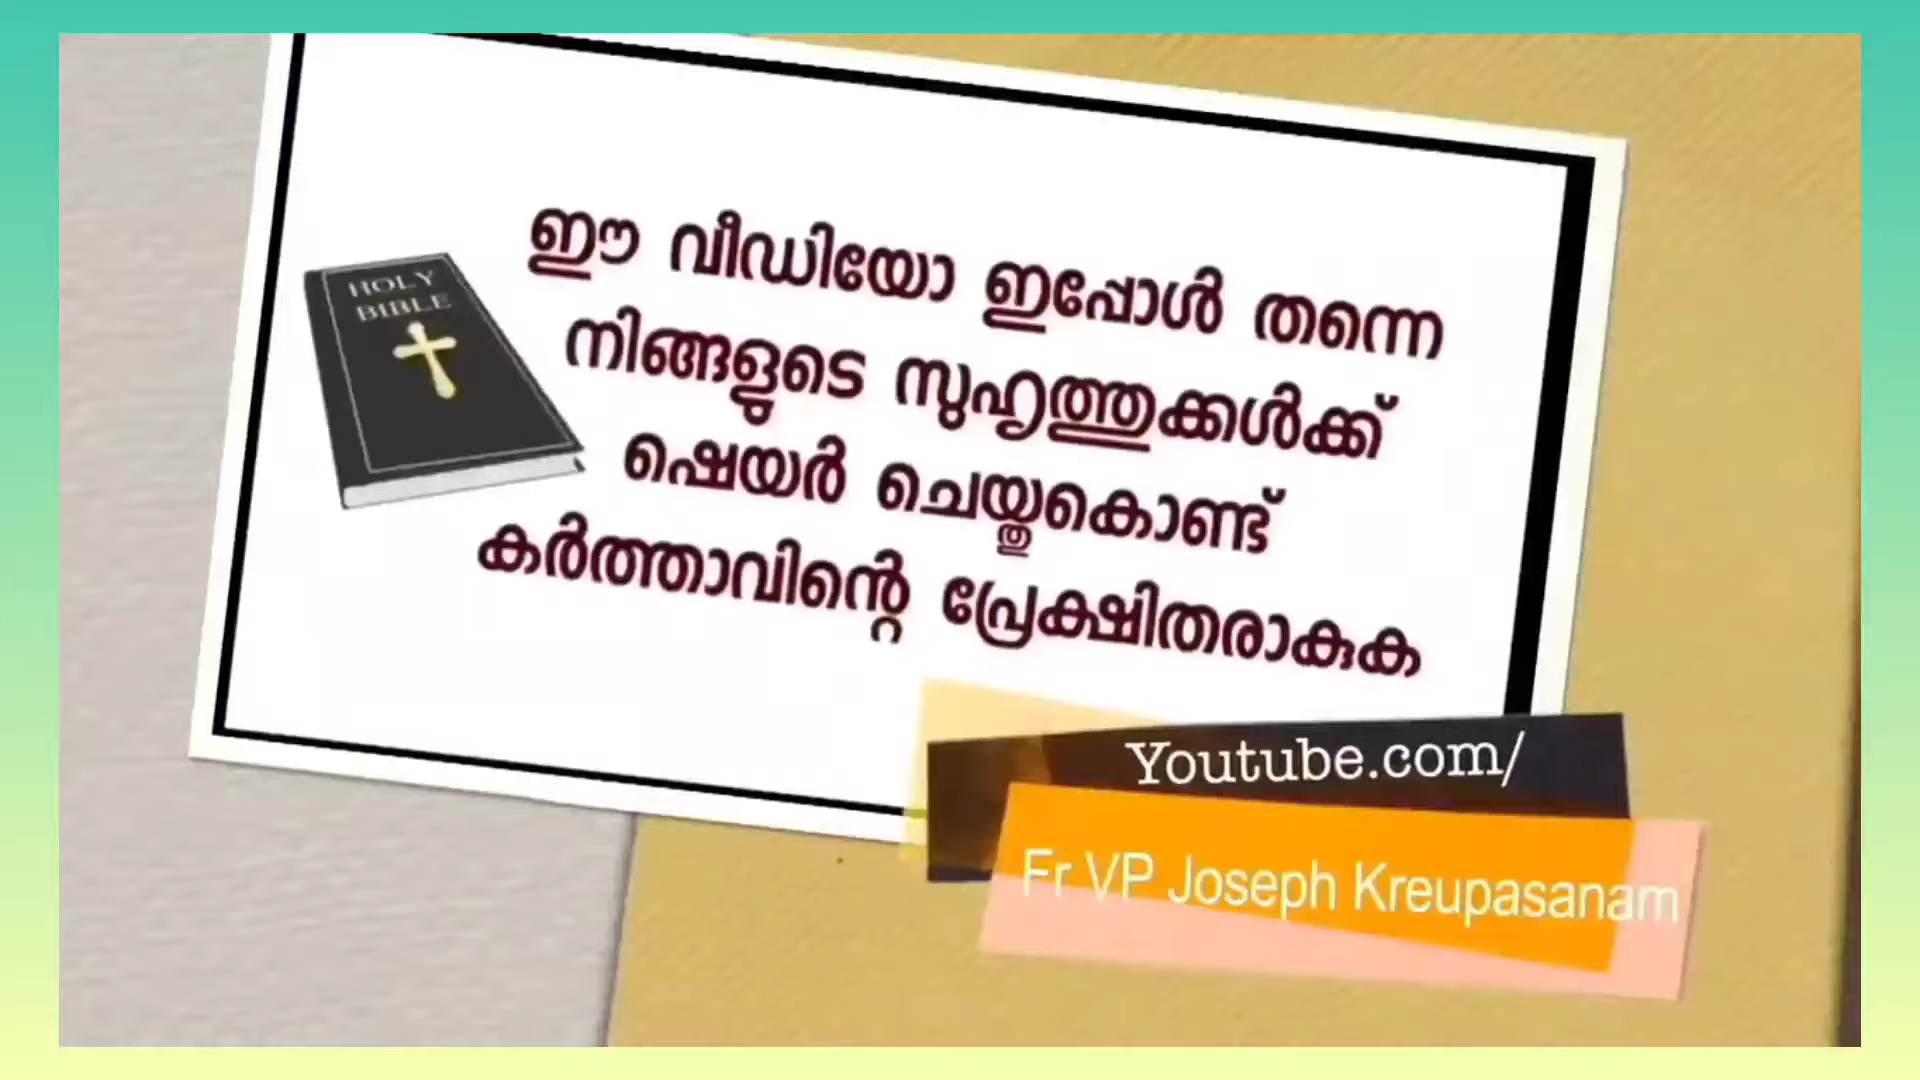 HOLY
BIBLE
ഈ വീഡിയോ ഇപ്പോൾ തന്നെ
നിങ്ങളുടെ സുഹൃത്തുക്കൾക്ക്
ഷെയർ ചെയ്തുകൊണ്ട്
കർത്താവിന്റെ പ്രേക്ഷിതരാകുക
Youtube.com/
Fr VP Joseph Kreupasanam